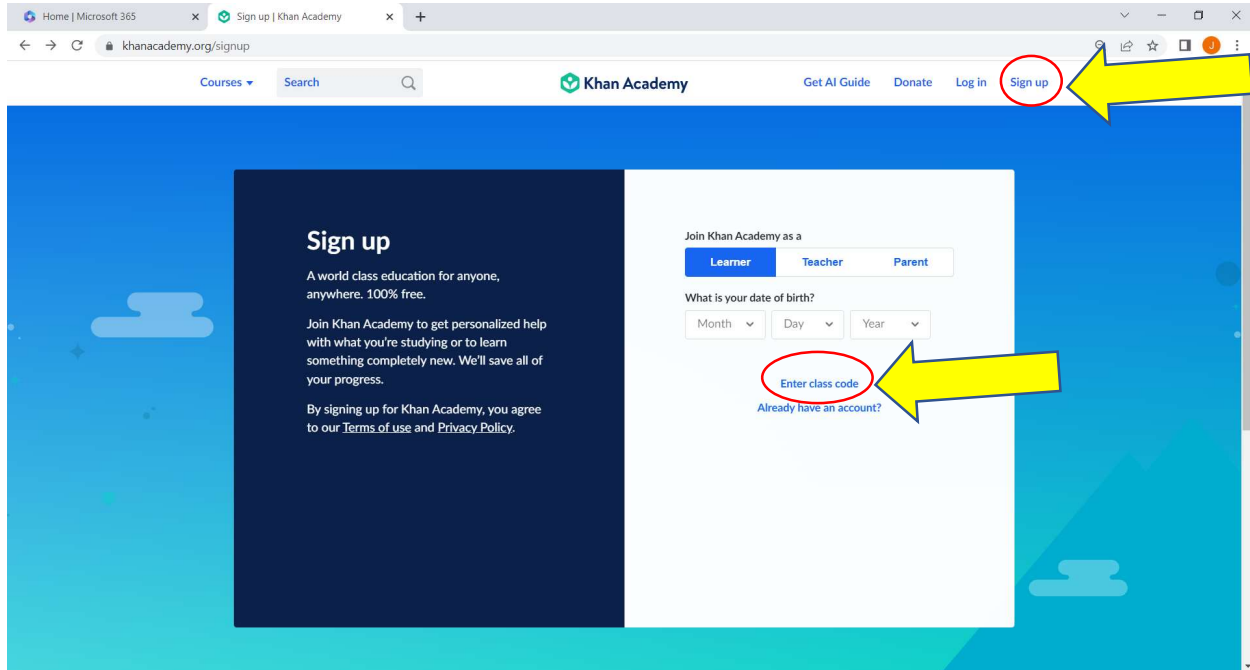 Home | Microsoft 365
Sign up | Khan Academy
khanacademy.org/signup
J
Courses
Search
Khan Academy
Get AI Guide
Donate
Log in
Sign up
Sign up
A world class education for anyone,
anywhere. 100% free.
Join Khan Academy to get personalized help
with what you're studying or to learn
something completely new. We'll save all of
your progress.
By signing up for Khan Academy, you agree
to our Terms of use and Privacy Policy.
Join Khan Academy as a
Learner Teacher Parent
What is your date of birth?
Month Day Year
Enter class code
Already have an account?